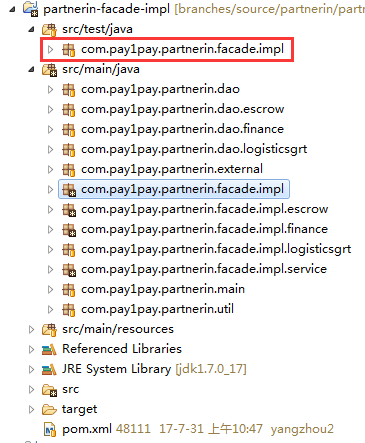 partnerin-facade-impl [branches/source/partnerin/part
src/test/java
com.pay1pay.partnerin.facade.impl
src/main/java
com.pay1pay.partnerin.dao
com.pay1pay.partnerin.dao.escrow
com.pay1pay.partnerin.dao.finance
com.pay1pay.partnerin.dao.logisticsgrt
com.pay1pay.partnerin.external
com.pay1pay.partnerin.facade.impl
com.pay1pay.partnerin.facade.impl.escrow
com.pay1pay.partnerin.facade.impl.finance
com.pay1pay.partnerin.facade.impl.logisticsgrt
com.pay1pay.partnerin.facade.impl.service
com.pay1pay.partnerin.main
com.pay1pay.partnerin.util
src/main/resources
Referenced Libraries
JRE System Library [jdk1.7.0_17]
src
target
pom.xml 48111 17-7-31 上午10:47 yangzhou2